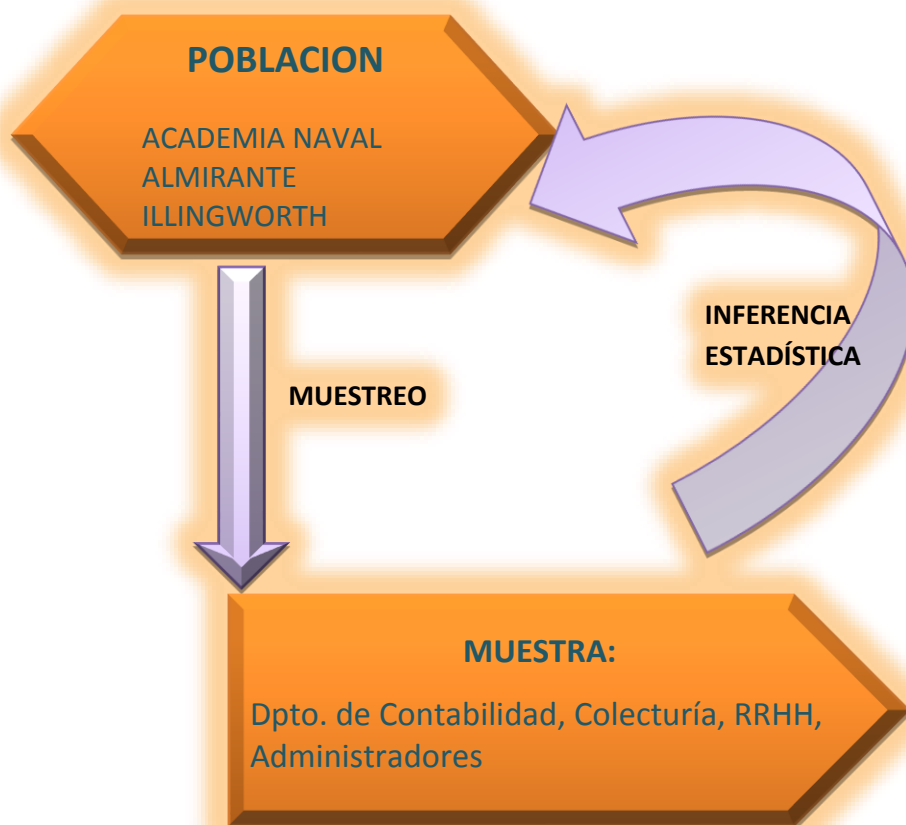 POBLACION
ACADEMIA NAVAL
ALMIRANTE
ILLINGWORTH
INFERENCIA
ESTADÍSTICA
MUESTREO
MUESTRA:
Dpto. de Contabilidad, Colecturía, RRHH,
Administradores